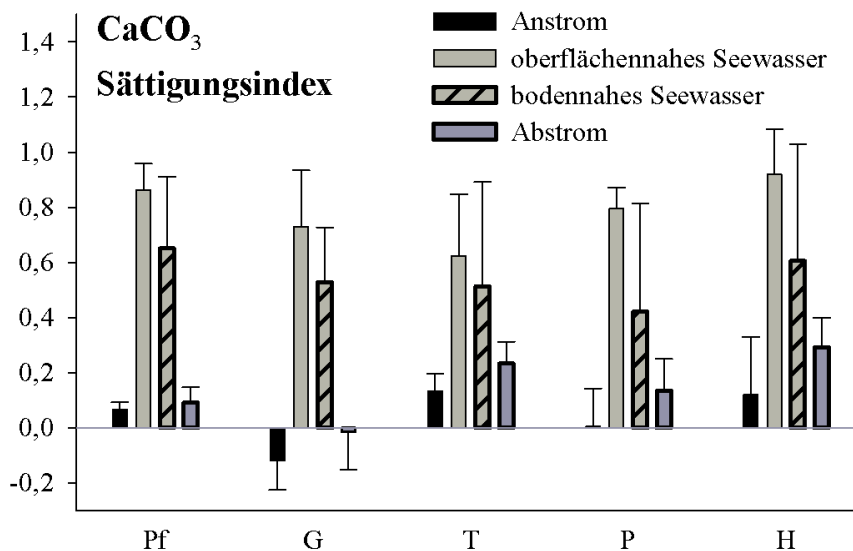 CaCO₃
Sättigungsindex
Anstrom
oberflächennahes Seewasser
bodennahes Seewasser
Abstrom
1,4
1,2
1,0
0,8
0,6
0,4
0,2
0,0
-0,2
Pf G T P H